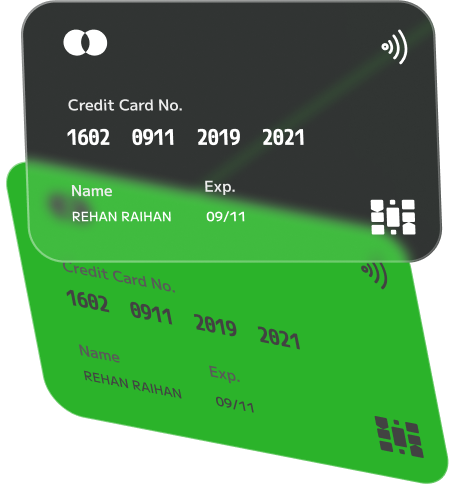 Credit Card No.
1602 0911 2019 2021
Name Exp.
REHAN RAIHAN 09/11
Credit Card No.
1602 0911 2019 2021
Name Exp.
REHAN RAIHAN 09/11